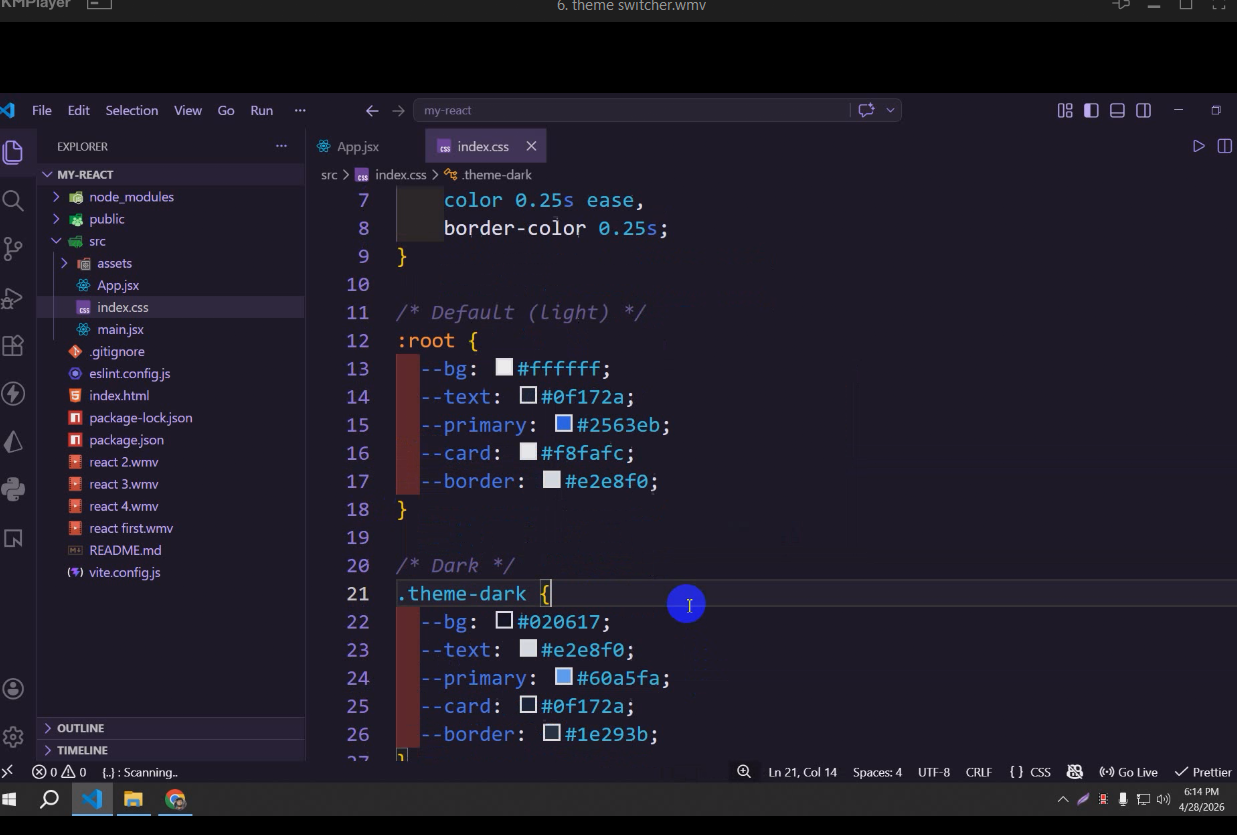 KMPlayer
6. theme switcher.wmv
File Edit Selection View Go Run ...
my-react
EXPLORER ...
MY-REACT
node_modules
public
src
assets
App.jsx
index.css
main.jsx
.gitignore
eslint.config.js
index.html
package-lock.json
package.json
react 2.wmv
react 3.wmv
react 4.wmv
react first.wmv
README.md
vite.config.js
OUTLINE
TIMELINE
App.jsx
index.css
src > index.css > .theme-dark
7 color 0.25s ease,
8 border-color 0.25s;
9 }
10
11 /* Default (light) */
12 :root {
13 --bg: #ffffff;
14 --text: #0f172a;
15 --primary: #2563eb;
16 --card: #f8fafc;
17 --border: #e2e8f0;
18 }
19
20 /* Dark */
21 .theme-dark {
22 --bg: #020617;
23 --text: #e2e8f0;
24 --primary: #60a5fa;
25 --card: #0f172a;
26 --border: #1e293b;
27 }
0 0 {..} : Scanning.. Ln 21, Col 14 Spaces: 4 UTF-8 CRLF { } CSS Go Live Prettier
6:14 PM
4/28/2026